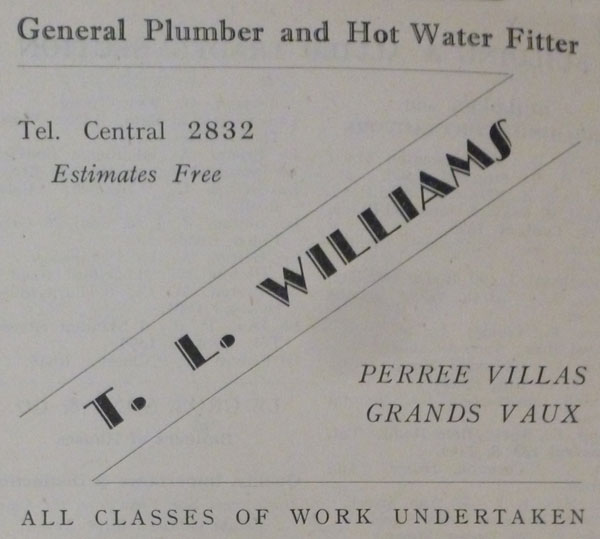 General Plumber and Hot Water Fitter
Tel. Central 2832
Estimates Free
T. L. WILLIAMS
PERREE VILLAS
GRANDS VAUX
ALL CLASSES OF WORK UNDERTAKEN